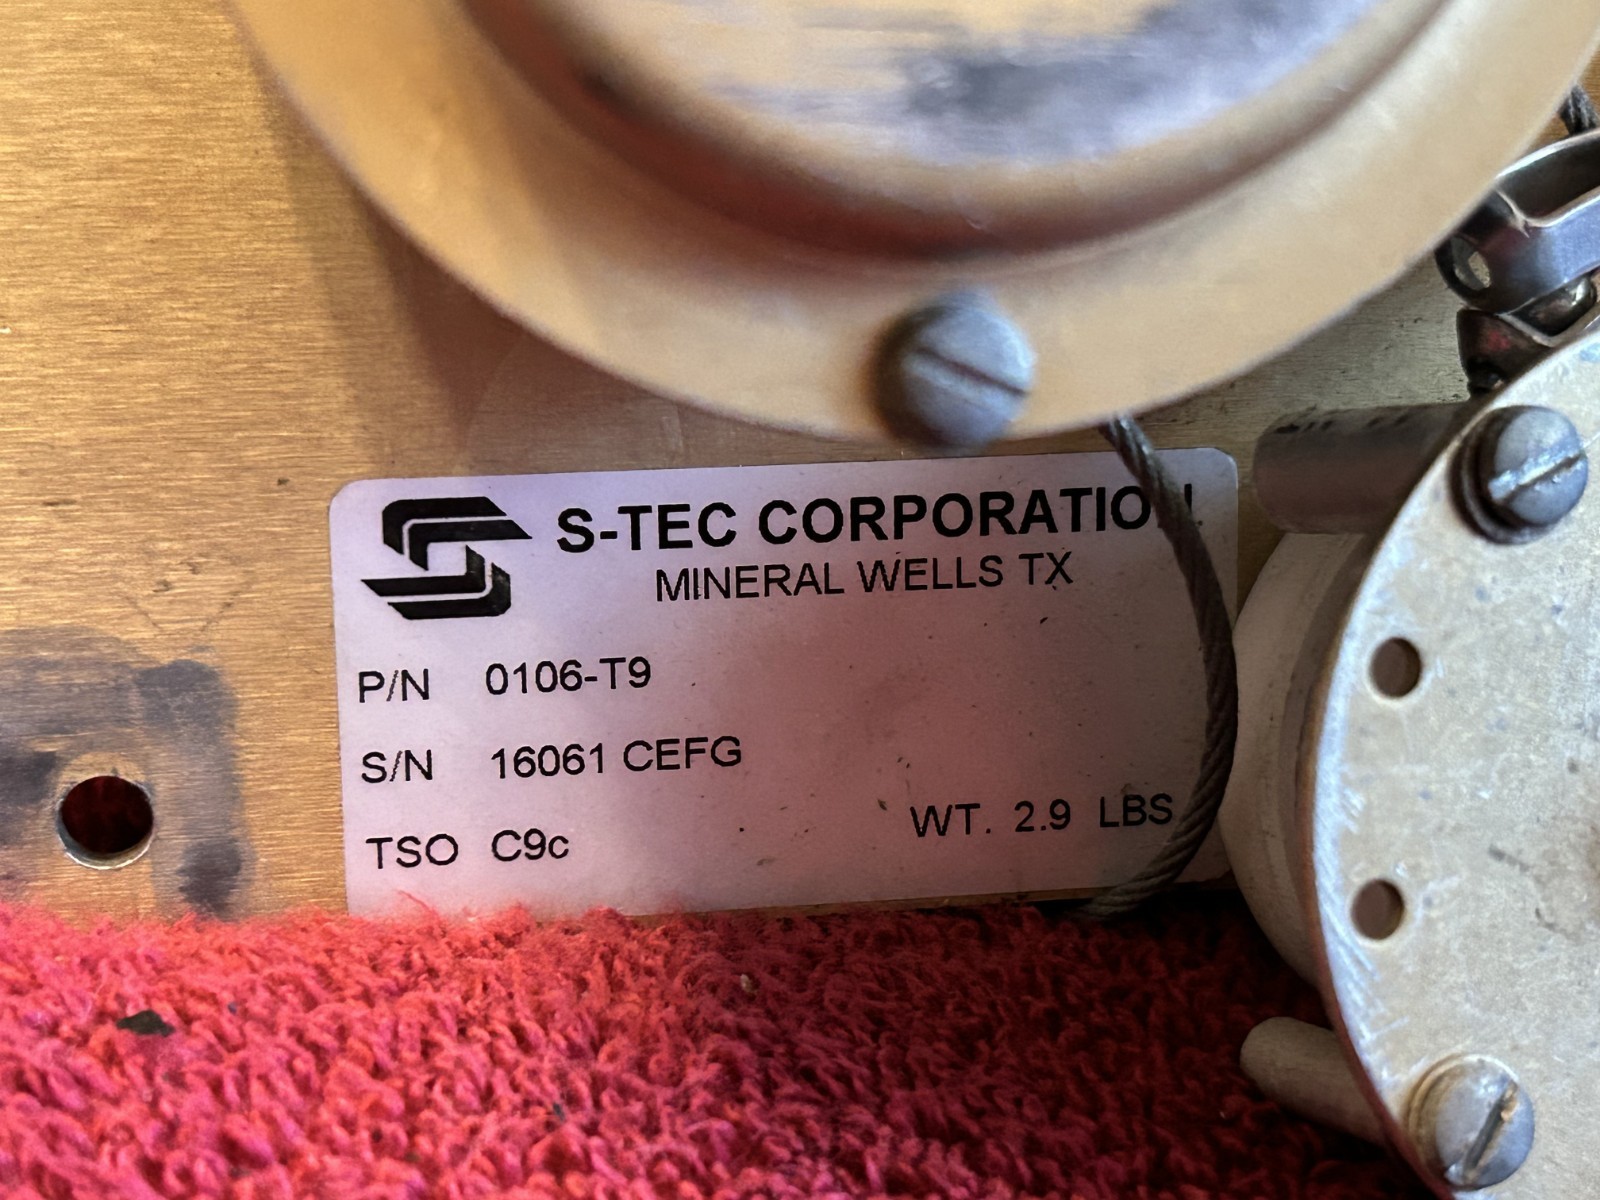 S-TEC CORPORATION
MINERAL WELLS TX
P/N 0106-T9
S/N 16061 CEFG
TSO C9c
WT. 2.9 LBS